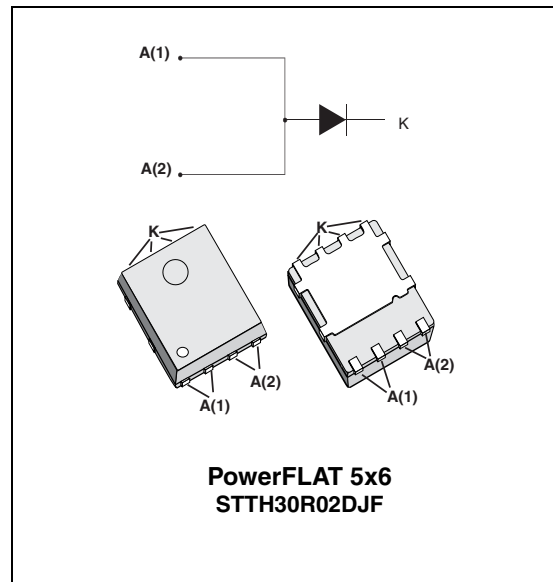 A(1)
K
A(2)
K
K
A(2)
A(1)
A(2)
A(1)
PowerFLAT 5x6
STTH30R02DJF